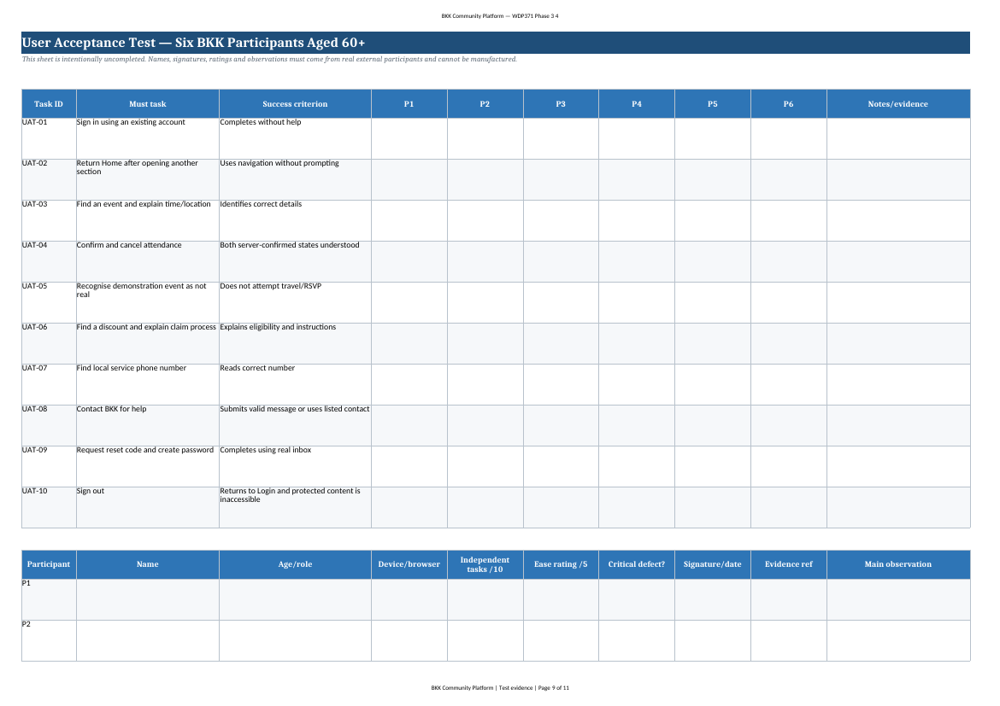 BKK Community Platform — WDP371 Phase 3 4
User Acceptance Test — Six BKK Participants Aged 60+
This sheet is intentionally uncompleted. Names, signatures, ratings and observations must come from real external participants and cannot be manufactured.
Task ID Must task Success criterion P1 P2 P3 P4 P5 P6 Notes/evidence
UAT-01 Sign in using an existing account Completes without help
UAT-02 Return Home after opening another Uses navigation without prompting
section
UAT-03 Find an event and explain time/location Identifies correct details
UAT-04 Confirm and cancel attendance Both server-confirmed states understood
UAT-05 Recognise demonstration event as not Does not attempt travel/RSVP
real
UAT-06 Find a discount and explain claim process Explains eligibility and instructions
UAT-07 Find local service phone number Reads correct number
UAT-08 Contact BKK for help Submits valid message or uses listed contact
UAT-09 Request reset code and create password Completes using real inbox
UAT-10 Sign out Returns to Login and protected content is
inaccessible
Participant Name Age/role Device/browser Independent tasks /10 Ease rating /5 Critical defect? Signature/date Evidence ref Main observation
P1
P2
BKK Community Platform | Test evidence | Page 9 of 11